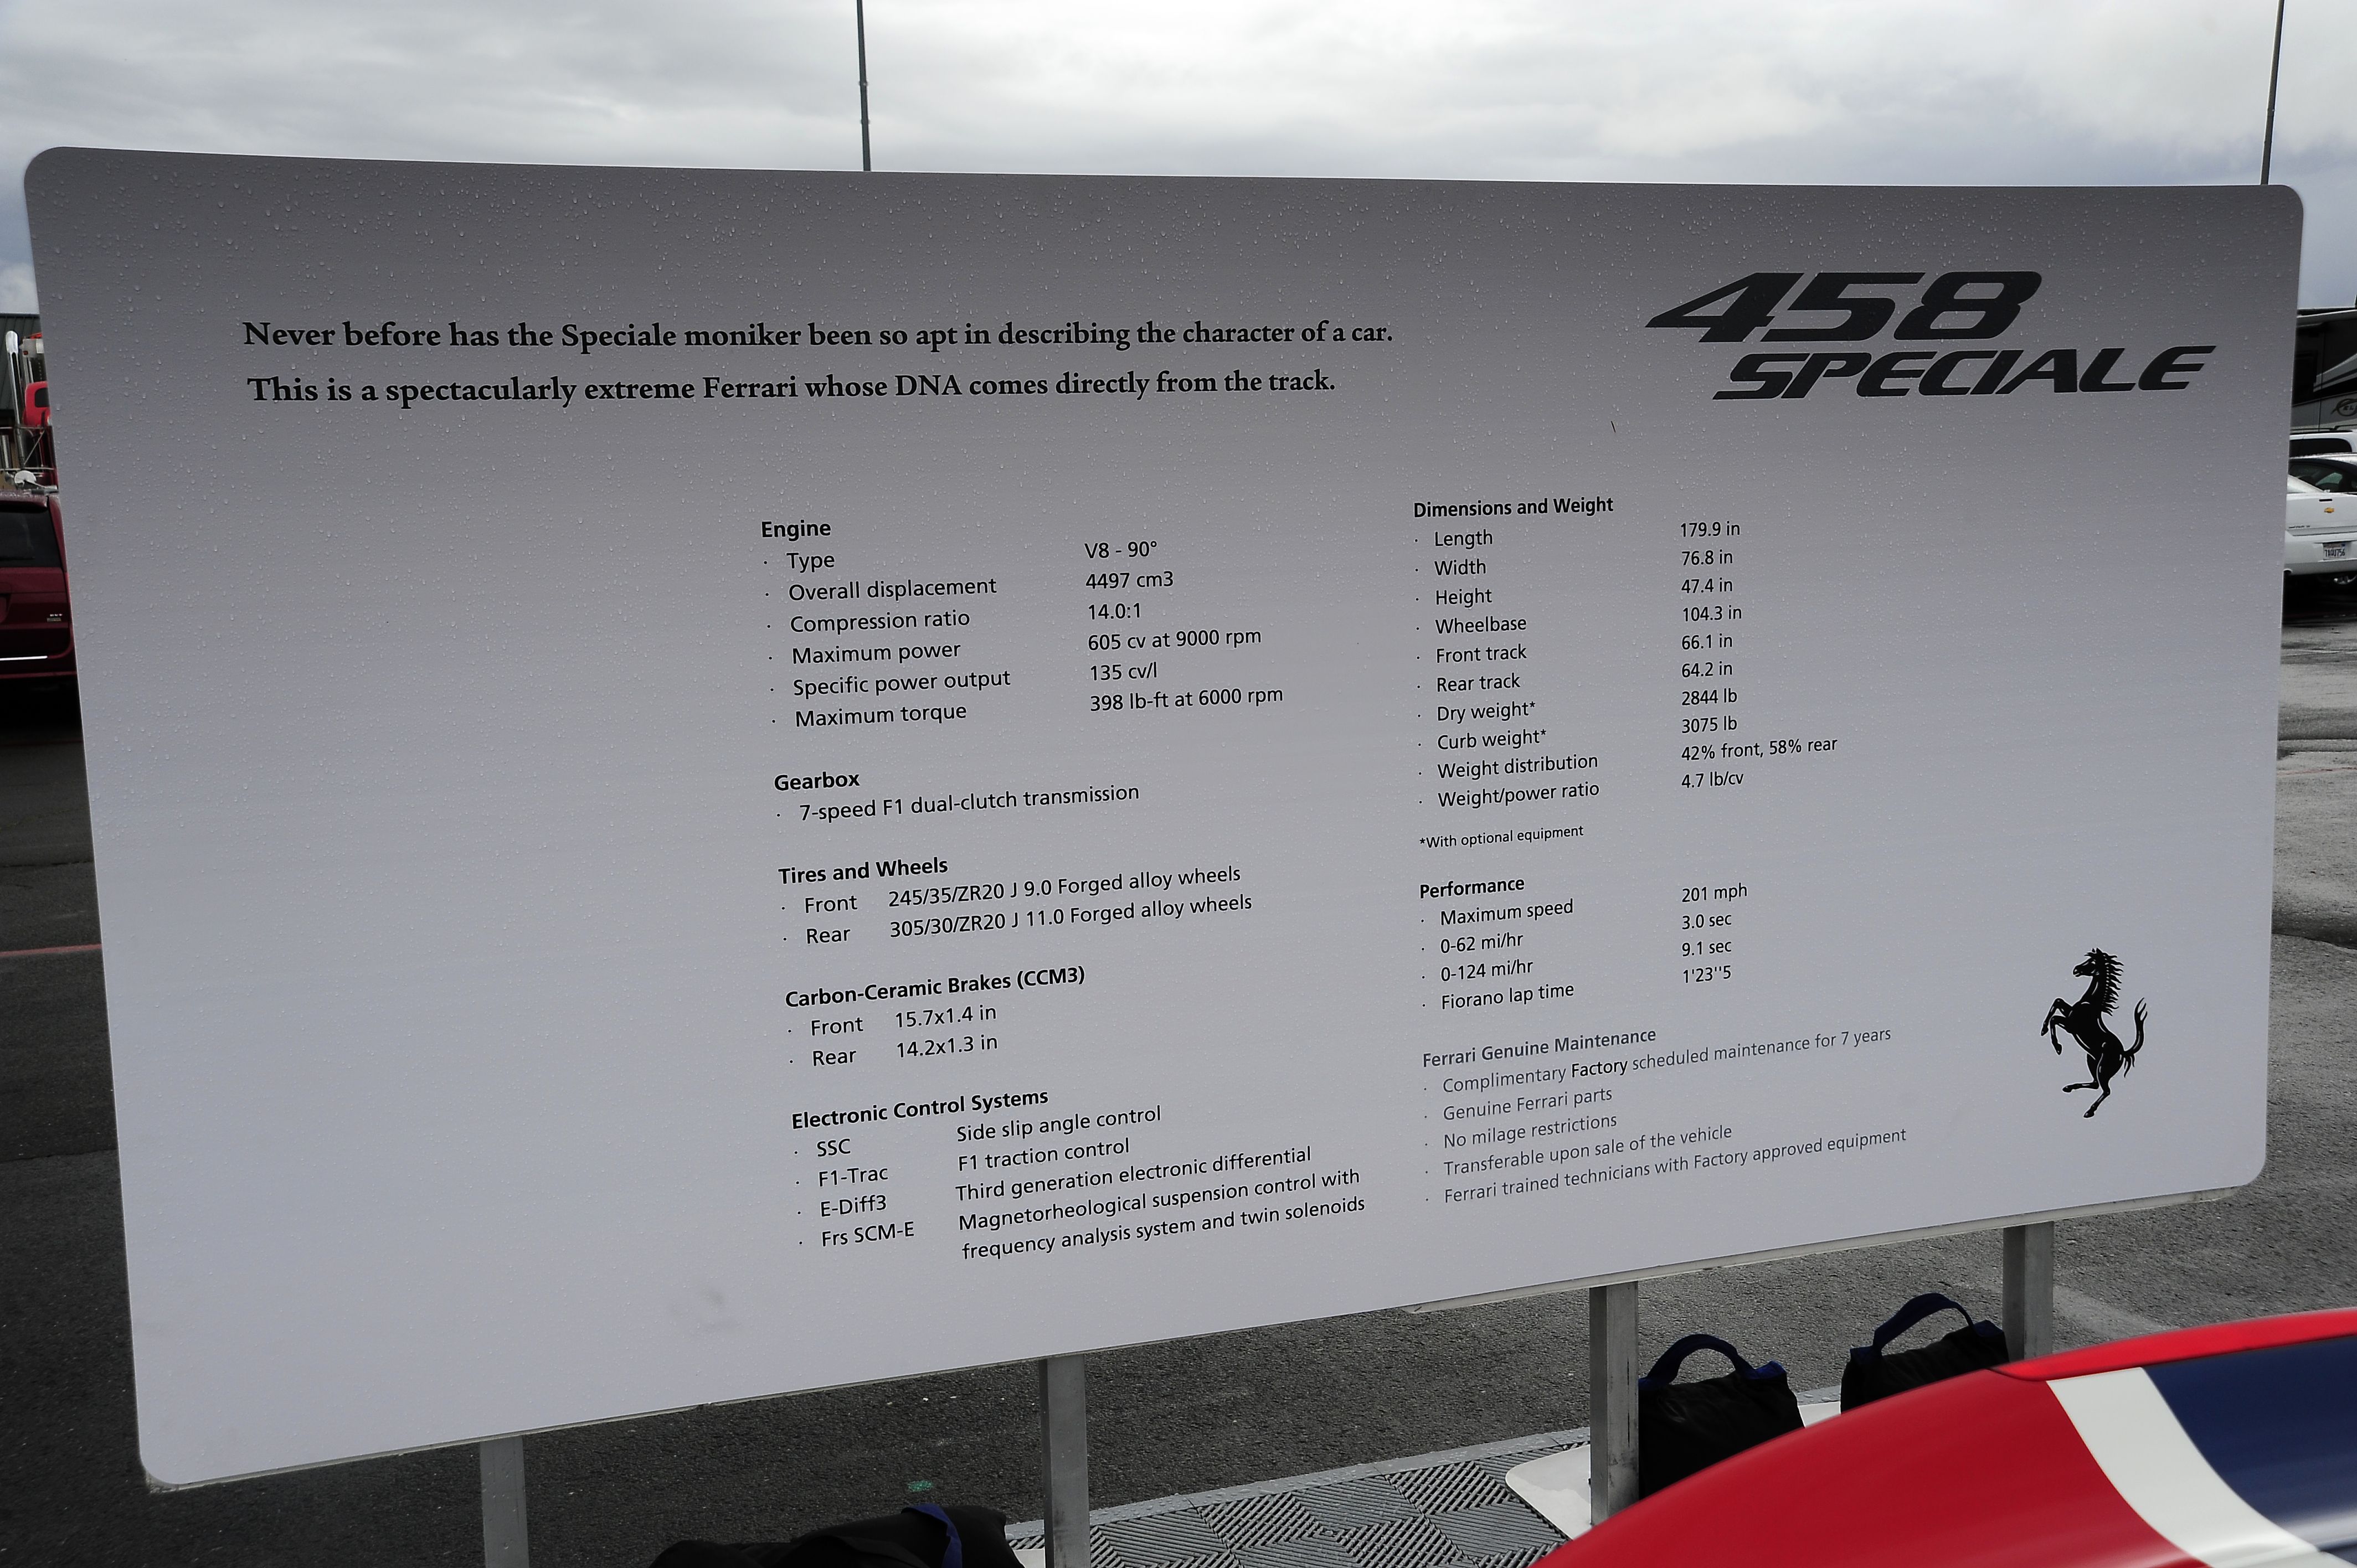 Never before has the Speciale moniker been so apt in describing the character of a car.
This is a spectacularly extreme Ferrari whose DNA comes directly from the track.
458
SPECIALE
Engine
· Type V8 - 90°
· Overall displacement 4497 cm3
· Compression ratio 14.0:1
· Maximum power 605 cv at 9000 rpm
· Specific power output 135 cv/l
· Maximum torque 398 lb-ft at 6000 rpm
Gearbox
· 7-speed F1 dual-clutch transmission
Tires and Wheels
· Front 245/35/ZR20 J 9.0 Forged alloy wheels
· Rear 305/30/ZR20 J 11.0 Forged alloy wheels
Carbon-Ceramic Brakes (CCM3)
· Front 15.7x1.4 in
· Rear 14.2x1.3 in
Electronic Control Systems
· SSC Side slip angle control
· F1-Trac F1 traction control
· E-Diff3 Third generation electronic differential
· Frs SCM-E Magnetorheological suspension control with
frequency analysis system and twin solenoids
Dimensions and Weight
· Length 179.9 in
· Width 76.8 in
· Height 47.4 in
· Wheelbase 104.3 in
· Front track 66.1 in
· Rear track 64.2 in
· Dry weight* 2844 lb
· Curb weight* 3075 lb
· Weight distribution 42% front, 58% rear
· Weight/power ratio 4.7 lb/cv
*With optional equipment
Performance
· Maximum speed 201 mph
· 0-62 mi/hr 3.0 sec
· 0-124 mi/hr 9.1 sec
· Fiorano lap time 1'23''5
Ferrari Genuine Maintenance
· Complimentary Factory scheduled maintenance for 7 years
· Genuine Ferrari parts
· No milage restrictions
· Transferable upon sale of the vehicle
· Ferrari trained technicians with Factory approved equipment